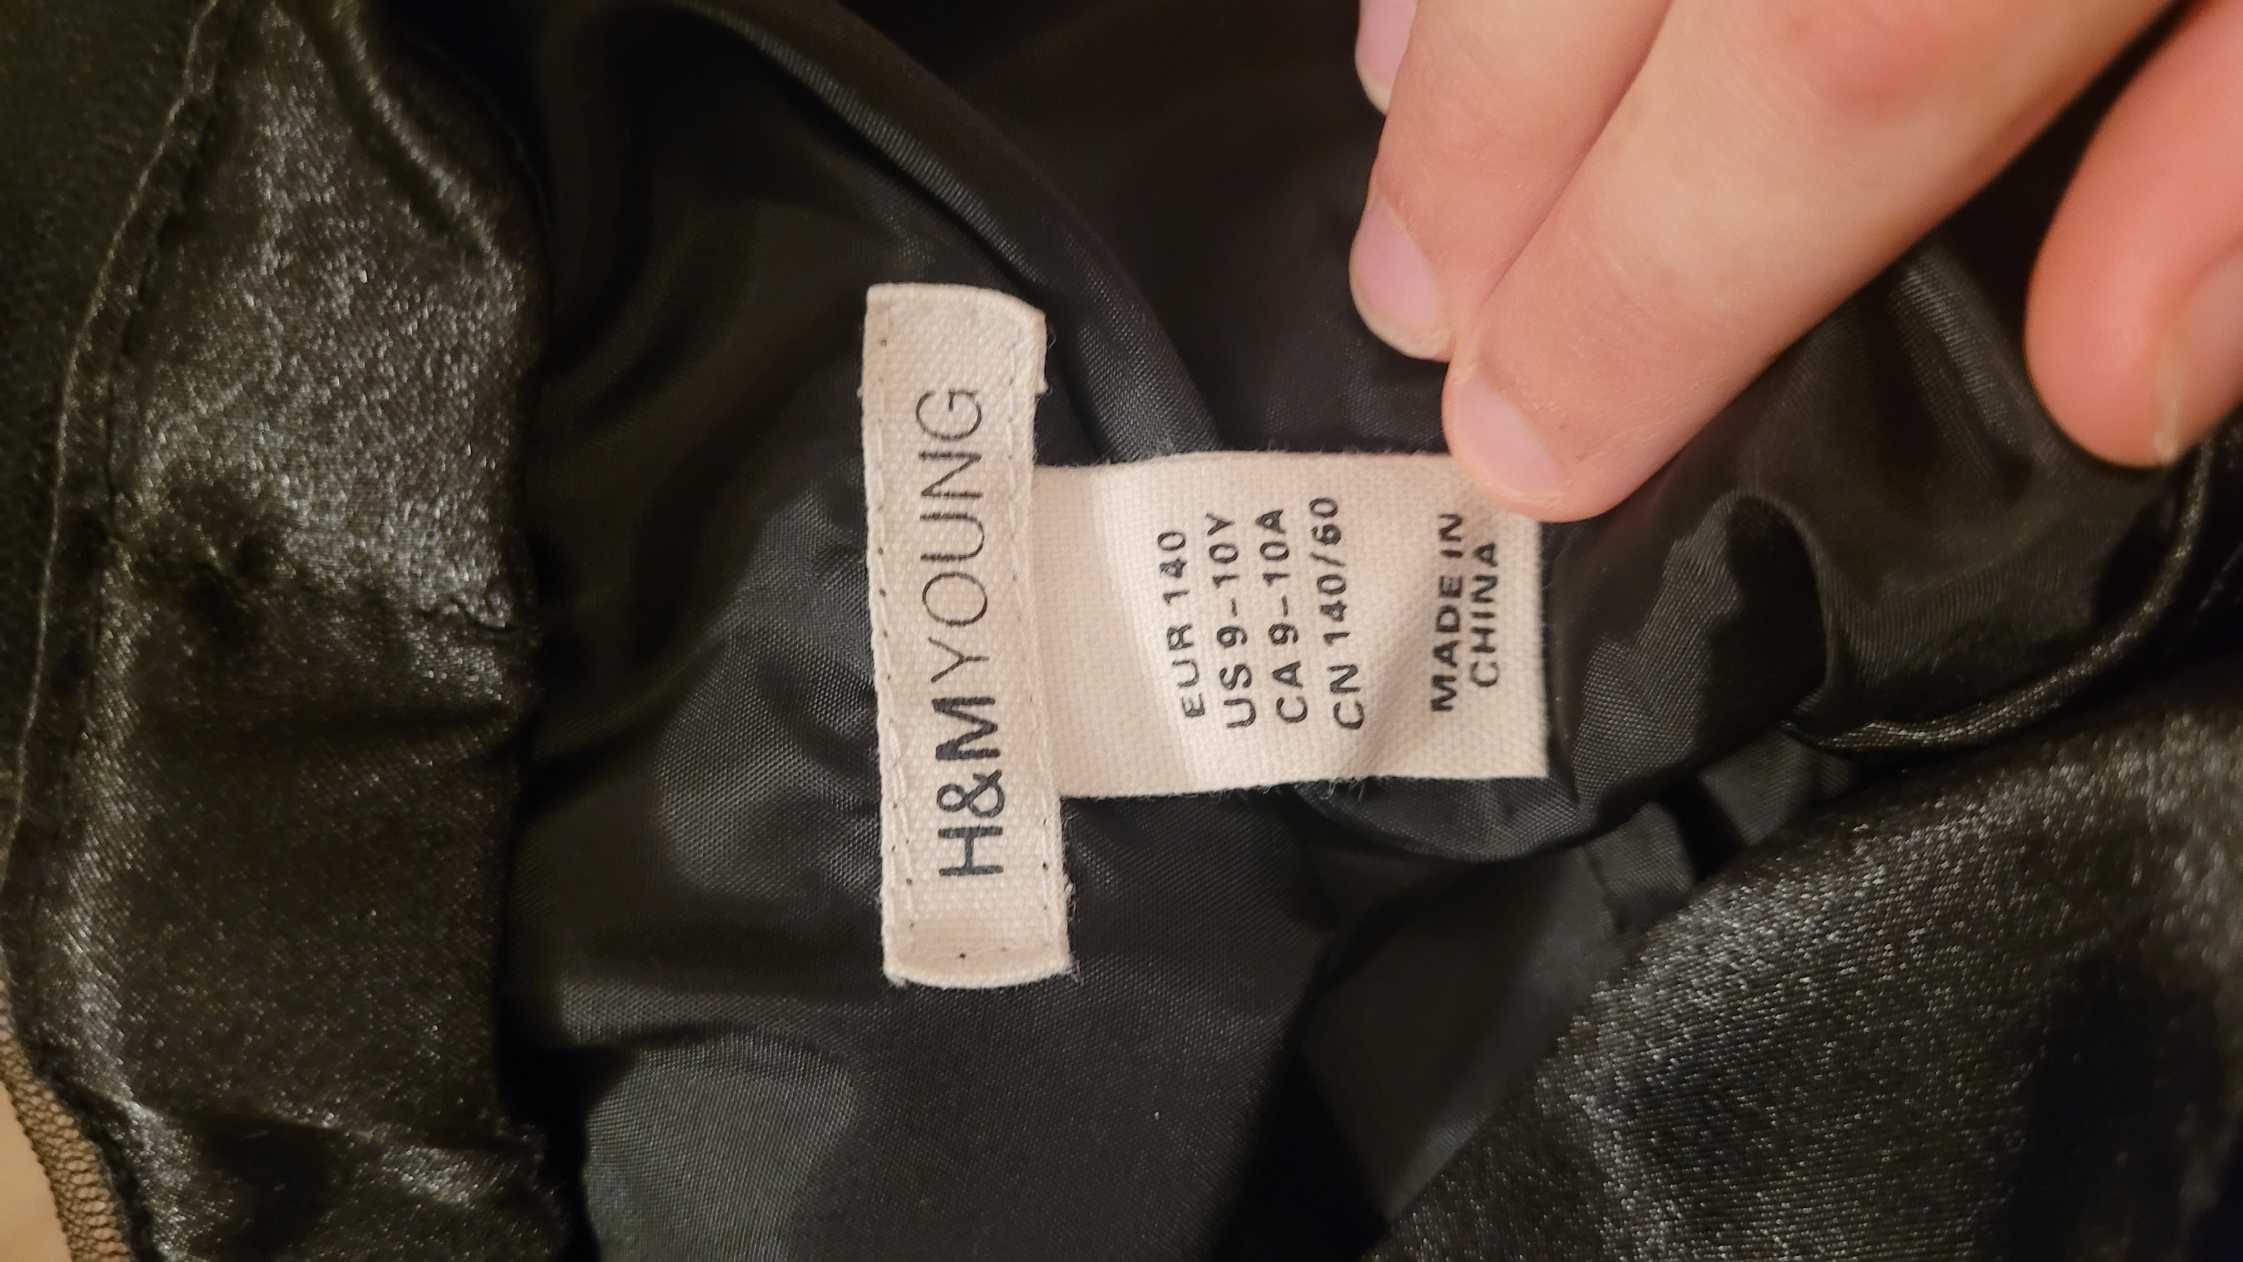 H&M YOUNG
EUR 140
US 9-10Y
CA 9-10A
CN 140/60
MADE IN
CHINA